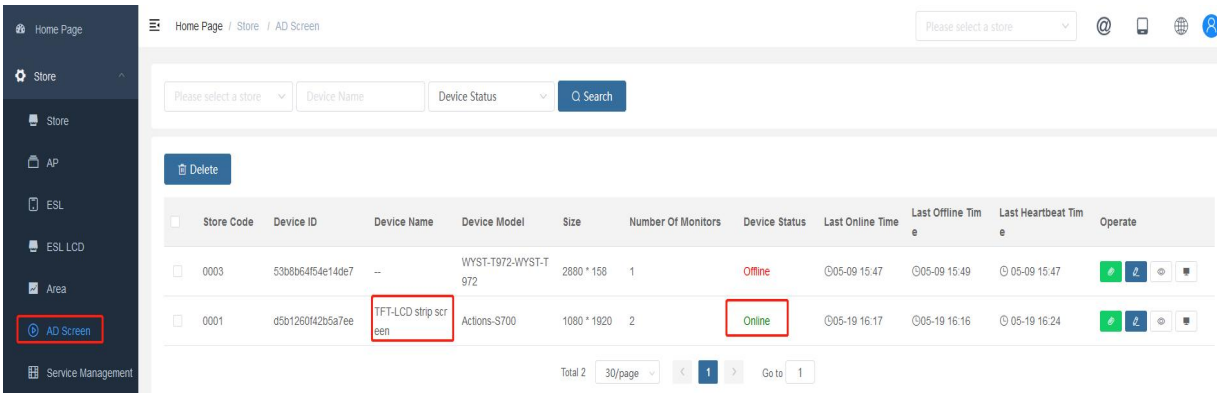 Home Page
Home Page / Store / AD Screen
Please select a store
@
Store
Please select a store
Device Name
Device Status
Search
Store
AP
Delete
ESL
Store Code Device ID Device Name Device Model Size Number Of Monitors Device Status Last Online Time Last Offline Tim Last Heartbeat Tim Operate
e e
ESL LCD
0003 53b8b64f54e14de7 -- WYST-T972-WYST-T 2880 * 158 1 Offline 05-09 15:47 05-09 15:49 05-09 15:47
972
Area
AD Screen
0001 d5b1260f42b5a7ee TFT-LCD strip scr Actions-S700 1080 * 1920 2 Online 05-19 16:17 05-19 16:16 05-19 16:24
een
Service Management
Total 2 30/page < 1 > Go to 1